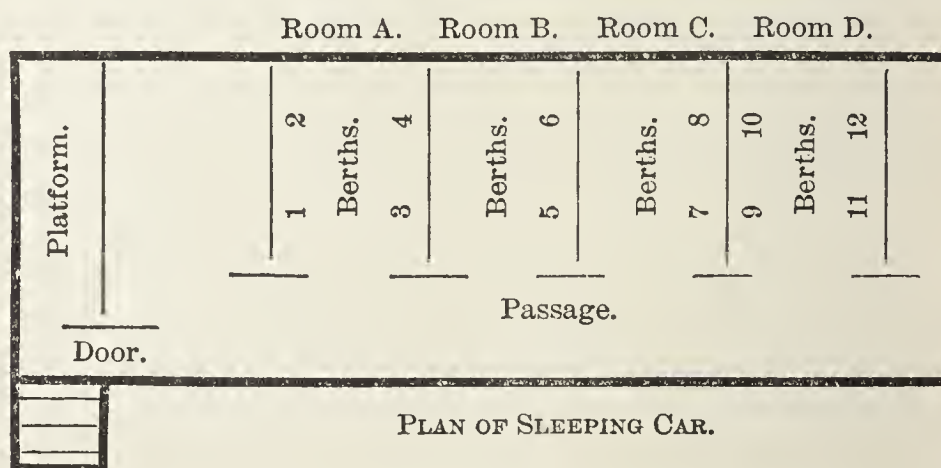 Room A. Room B. Room C. Room D.
Platform.
2 4 6 8 10 12
Berths. Berths. Berths. Berths.
1 3 5 7 9 11
Passage.
Door.
PLAN OF SLEEPING CAR.